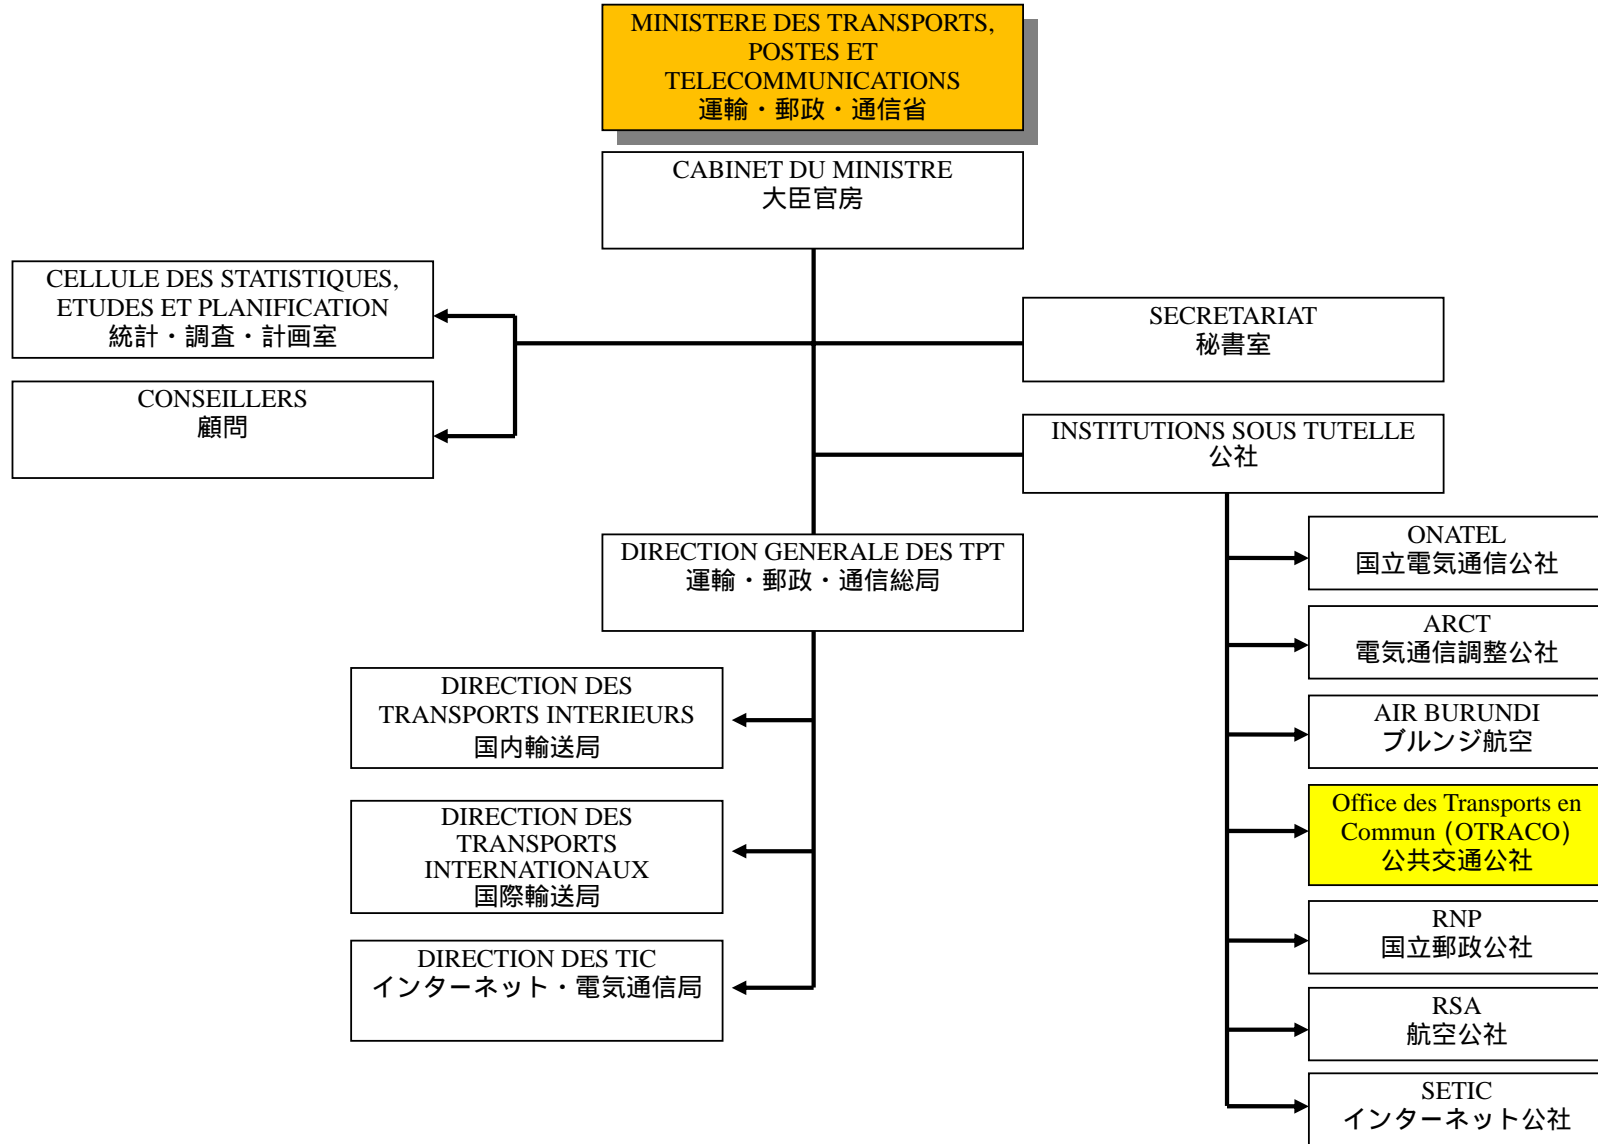 MINISTERE DES TRANSPORTS,
POSTES ET
TELECOMMUNICATIONS
運輸・郵政・通信省
CABINET DU MINISTRE
大臣官房
CELLULE DES STATISTIQUES,
ETUDES ET PLANIFICATION
統計・調査・計画室
SECRETARIAT
秘書室
CONSEILLERS
顧問
INSTITUTIONS SOUS TUTELLE
公社
DIRECTION GENERALE DES TPT
運輸・郵政・通信総局
DIRECTION DES
TRANSPORTS INTERIEURS
国内輸送局
DIRECTION DES
TRANSPORTS
INTERNATIONAUX
国際輸送局
DIRECTION DES TIC
インターネット・電気通信局
ONATEL
国立電気通信公社
ARCT
電気通信調整公社
AIR BURUNDI
ブルンジ航空
Office des Transports en
Commun (OTRACO)
公共交通公社
RNP
国立郵政公社
RSA
航空公社
SETIC
インターネット公社